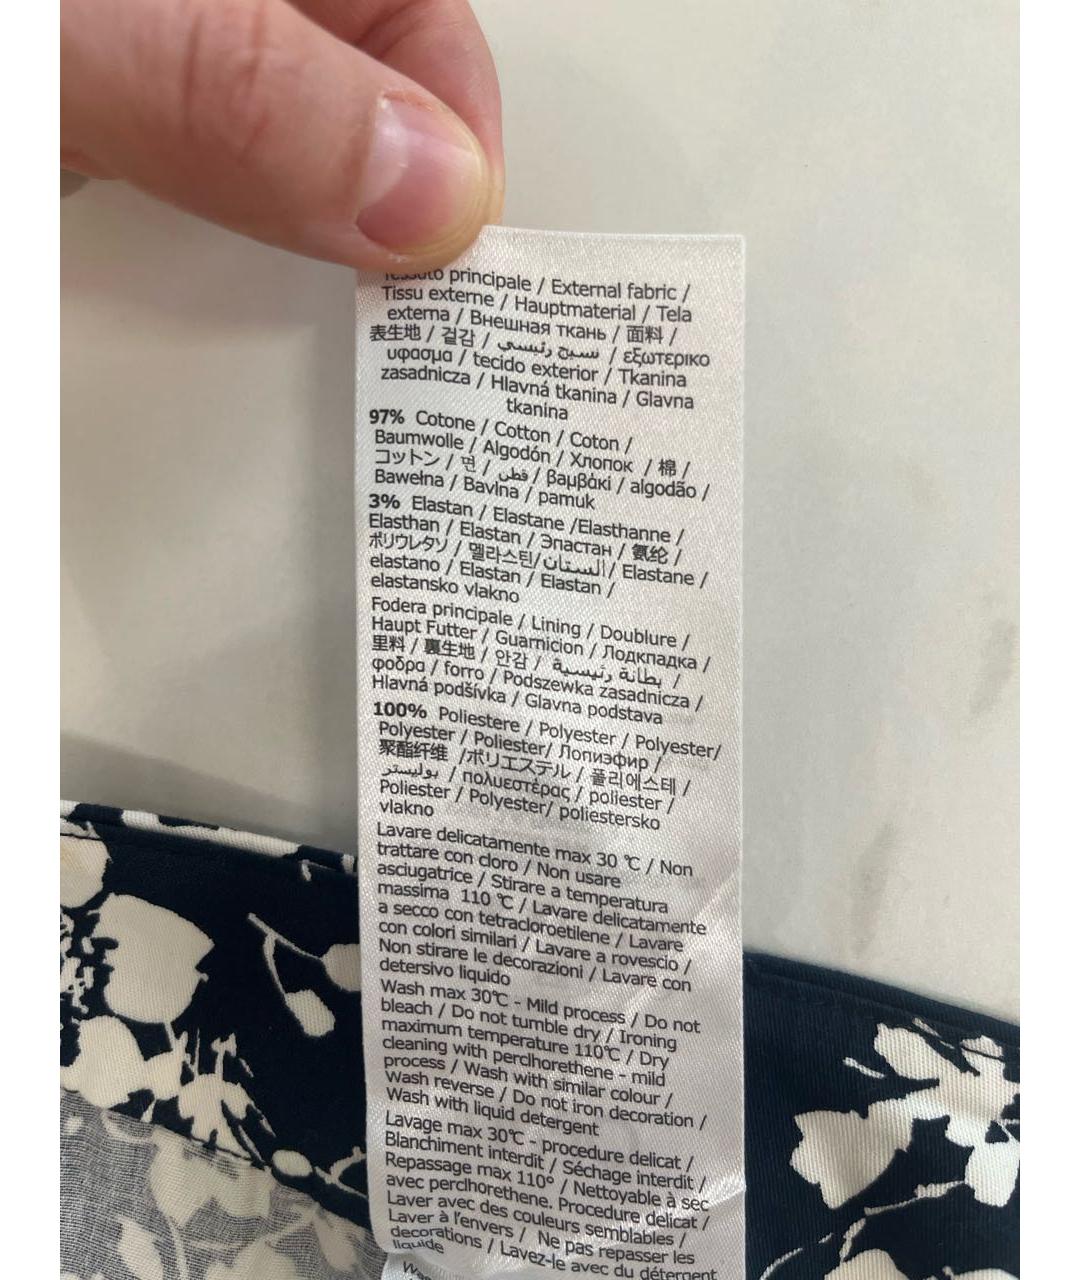 Tessuto principale / External fabric /
Tissu externe / Hauptmaterial / Tela
externa / Внешная ткань / 面料 /
表生地 / 겉감 / نسيج رئيسي / εξωτερικο
υφασμα / tecido exterior / Tkanina
zasadnicza / Hlavná tkanina / Glavna
tkanina
97% Cotone / Cotton / Coton /
Baumwolle / Algodón / Хлопок / 棉 /
コットン / 면 / قطن / βαμβάκι / algodão /
Bawełna / Bavlna / pamuk
3% Elastan / Elastane /Elasthanne /
Elasthan / Elastan / Эластан / 氨纶 /
ポリウレタン / 엘라스틴/الستان/ Elastane /
elastano / Elastan / Elastan /
elastansko vlakno
Fodera principale / Lining / Doublure /
Haupt Futter / Guarnicion / Подкладка /
里料 / 裏生地 / 안감 / بطانة رئيسية /
φοδρα / forro / Podszewka zasadnicza /
Hlavná podšívka / Glavna podstava
100% Poliestere / Polyester / Polyester/
Polyester / Poliester/ Полиэфир /
聚酯纤维 /ポリエステル / 폴리에스테 /
بوليستر / πολυεστέρας / poliester /
Poliester / Polyester/ poliestersko
vlakno
Lavare delicatamente max 30 ℃ / Non
trattare con cloro / Non usare
asciugatrice / Stirare a temperatura
massima 110 ℃ / Lavare delicatamente
a secco con tetracloroetilene / Lavare
con colori similari / Lavare a rovescio /
Non stirare le decorazioni / Lavare con
detersivo liquido
Wash max 30℃ - Mild process / Do not
bleach / Do not tumble dry / Ironing
maximum temperature 110℃ / Dry
cleaning with perclhorethene - mild
process / Wash with similar colour /
Wash reverse / Do not iron decoration /
Wash with liquid detergent
Lavage max 30℃ - procedure delicat /
Blanchiment interdit / Séchage interdit /
Repassage max 110° / Nettoyable à sec
avec perclhorethene. Procedure délicat /
Laver avec des couleurs semblables /
Laver à l'envers / Ne pas repasser les
decorations / Lavez-le avec du détergent
liquide